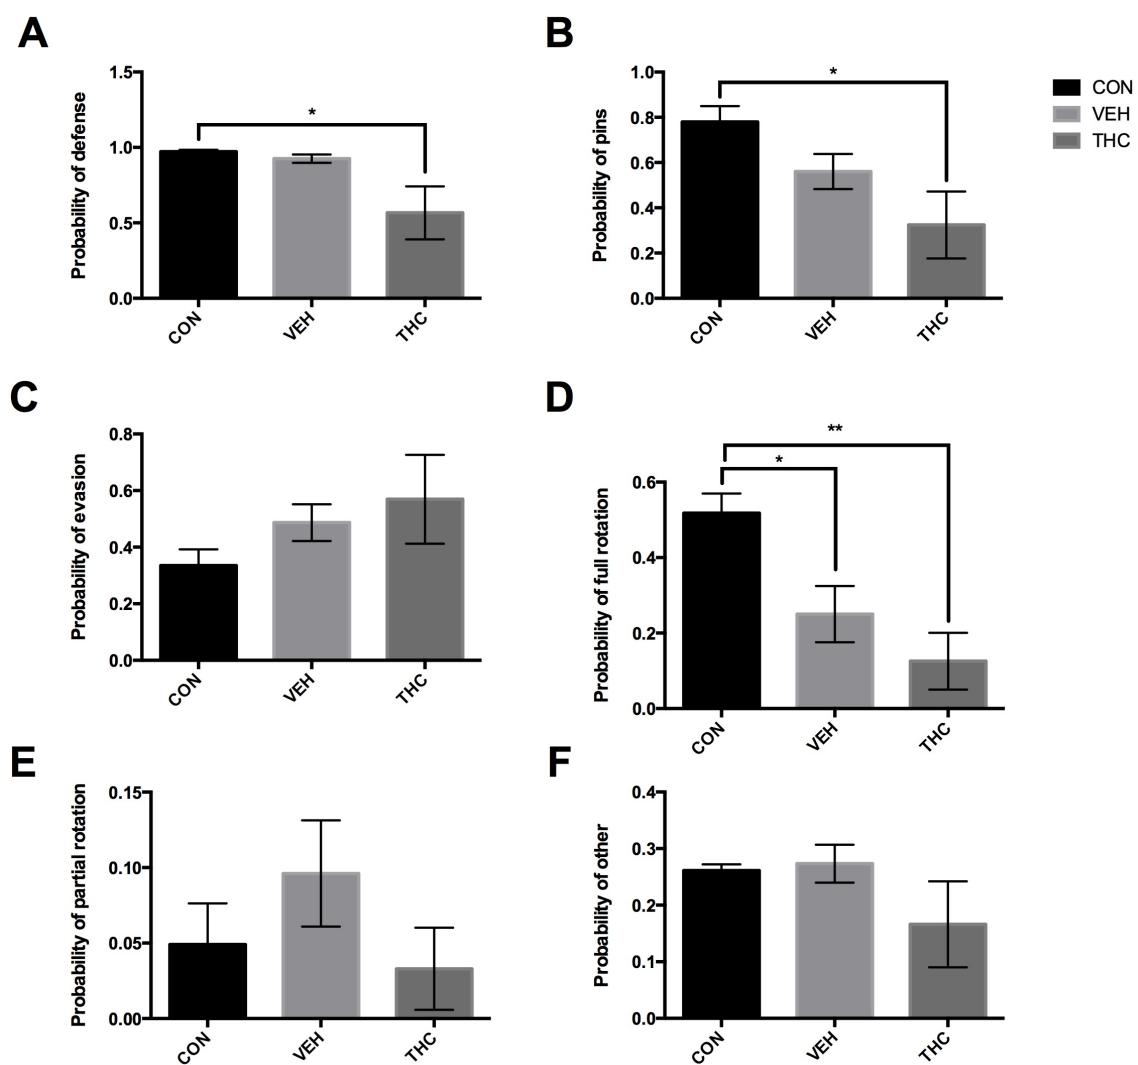 A
Probability of defense
1.5
1.0
0.5
0.0
*
CON
VEH
THC
B
Probability of pins
1.0
0.8
0.6
0.4
0.2
0.0
*
CON
VEH
THC
CON
VEH
THC
C
Probability of evasion
0.8
0.6
0.4
0.2
0.0
CON
VEH
THC
D
Probability of full rotation
0.6
0.4
0.2
0.0
**
*
CON
VEH
THC
E
Probability of partial rotation
0.15
0.10
0.05
0.00
CON
VEH
THC
F
Probability of other
0.4
0.3
0.2
0.1
0.0
CON
VEH
THC